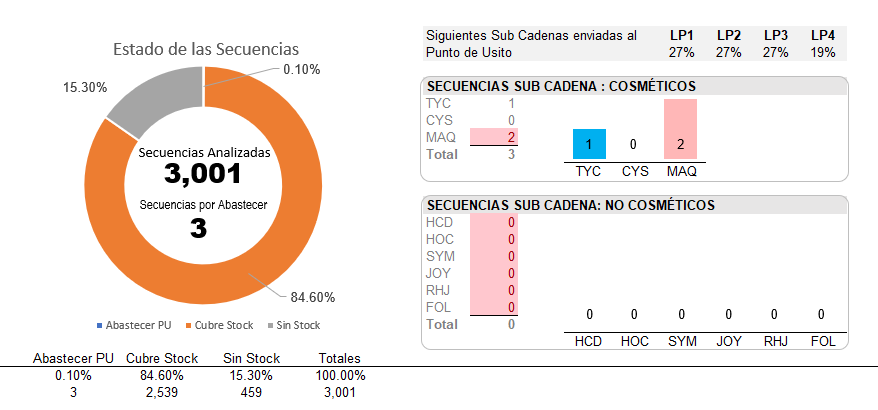 Estado de las Secuencias
0.10%
15.30%
Secuencias Analizadas
3,001
Secuencias por Abastecer
3
84.60%
Abastecer PU Cubre Stock Sin Stock
Abastecer PU Cubre Stock Sin Stock Totales
0.10% 84.60% 15.30% 100.00%
3 2,539 459 3,001
Siguientes Sub Cadenas enviadas al LP1 LP2 LP3 LP4
Punto de Usito 27% 27% 27% 19%
SECUENCIAS SUB CADENA : COSMÉTICOS
TYC 1
CYS 0
MAQ 2
Total 3
1 0 2
TYC CYS MAQ
SECUENCIAS SUB CADENA: NO COSMÉTICOS
HCD 0
HOC 0
SYM 0
JOY 0
RHJ 0
FOL 0
Total 0
0 0 0 0 0 0
HCD HOC SYM JOY RHJ FOL